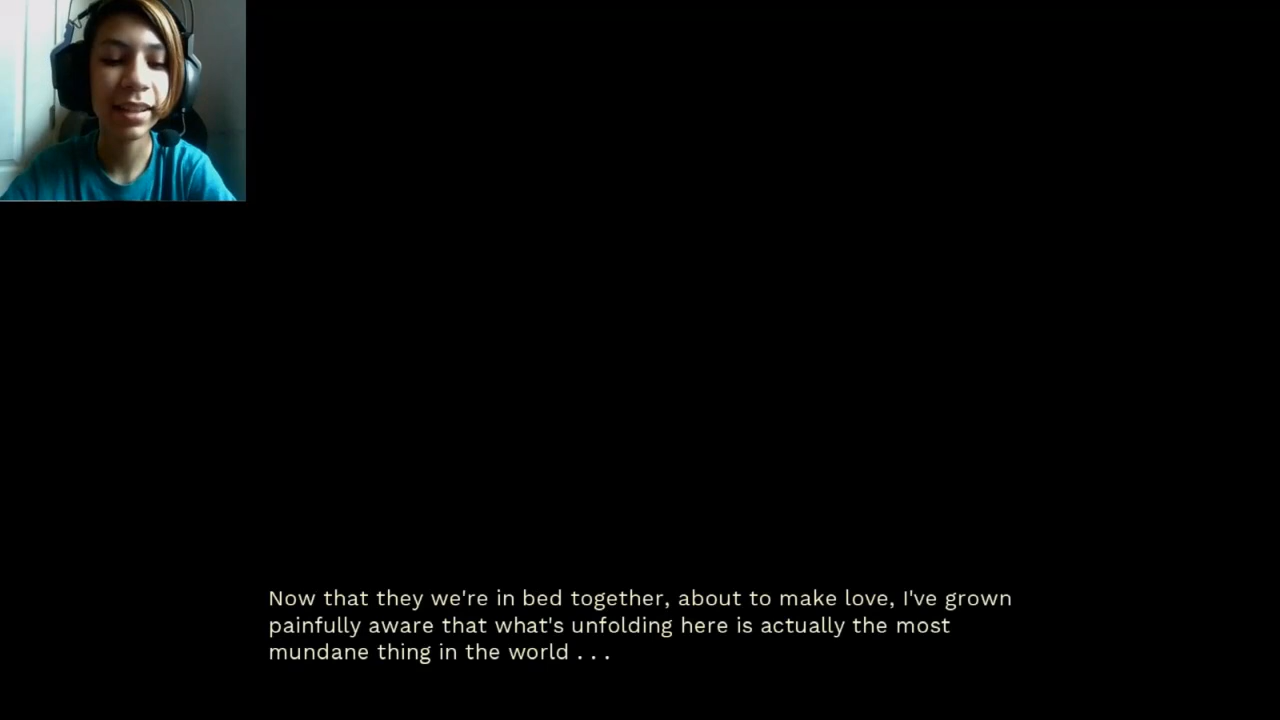 Now that they we're in bed together, about to make love, I've grown
painfully aware that what's unfolding here is actually the most
mundane thing in the world . . .